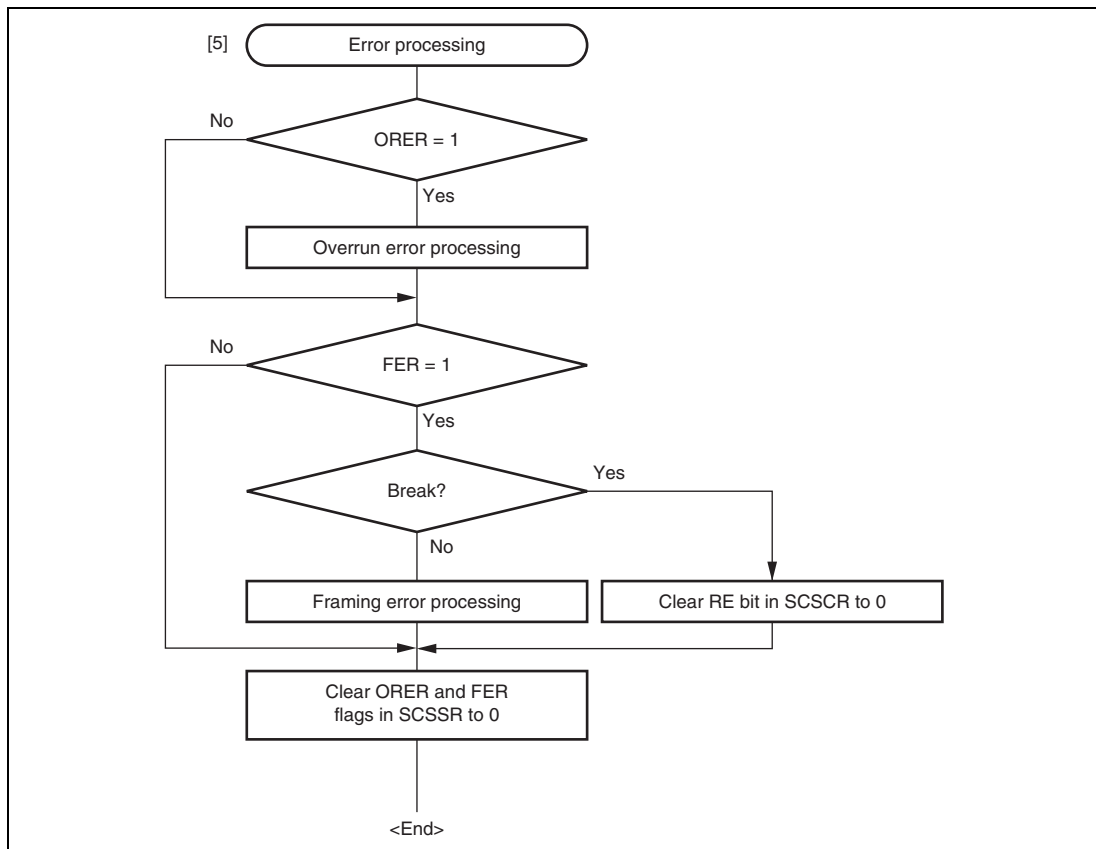 [5]
Error processing
No
ORER = 1
Yes
Overrun error processing
No
FER = 1
Yes
Break?
Yes
No
Framing error processing
Clear RE bit in SCSCR to 0
Clear ORER and FER
flags in SCSSR to 0
<End>